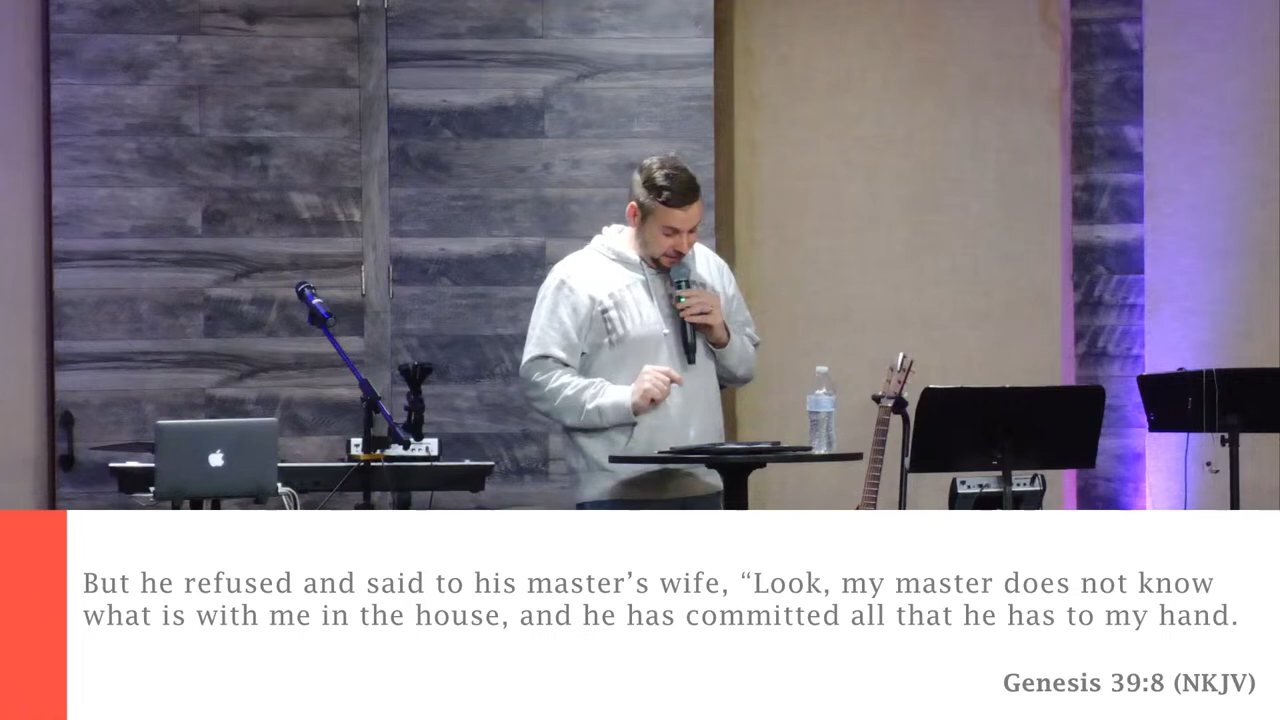 But he refused and said to his master’s wife, “Look, my master does not know
what is with me in the house, and he has committed all that he has to my hand.
Genesis 39:8 (NKJV)